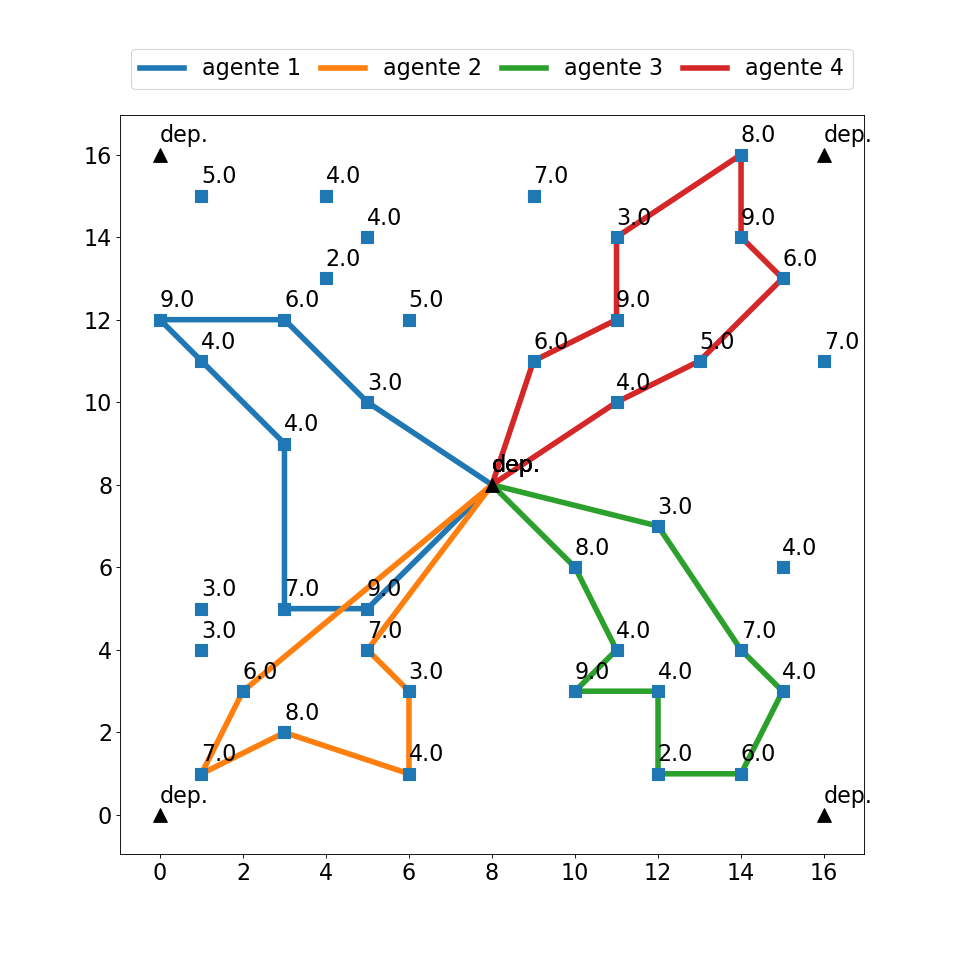 agente 1 agente 2 agente 3 agente 4
dep. 8.0 dep.
16
5.0 4.0 7.0
4.0 3.0 9.0
14
2.0 6.0
9.0 6.0 5.0 9.0
12
4.0 6.0 5.0 7.0
3.0 4.0
10
4.0
dep. dep.
8
3.0
8.0 4.0
6
3.0 7.0 9.0
3.0 7.0 4.0 7.0
4
6.0 3.0 9.0 4.0 4.0
8.0
2
7.0 4.0 2.0 6.0
dep. dep.
0
0 2 4 6 8 10 12 14 16